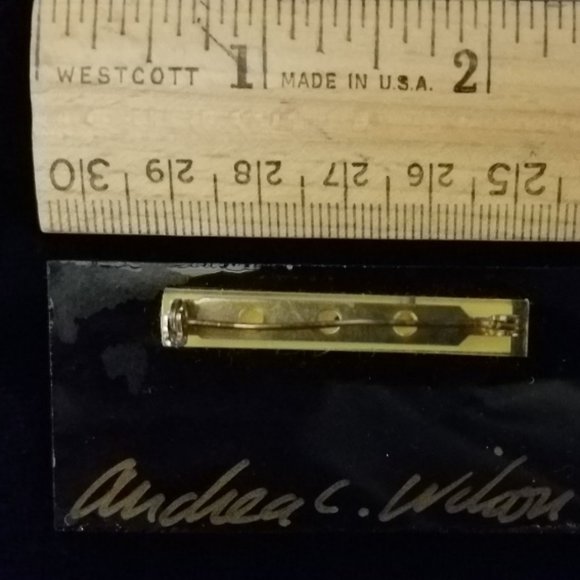 WESTCOTT 1 MADE IN U.S.A. 2
30 29 28 27 26 25
Andrea C. Wilson